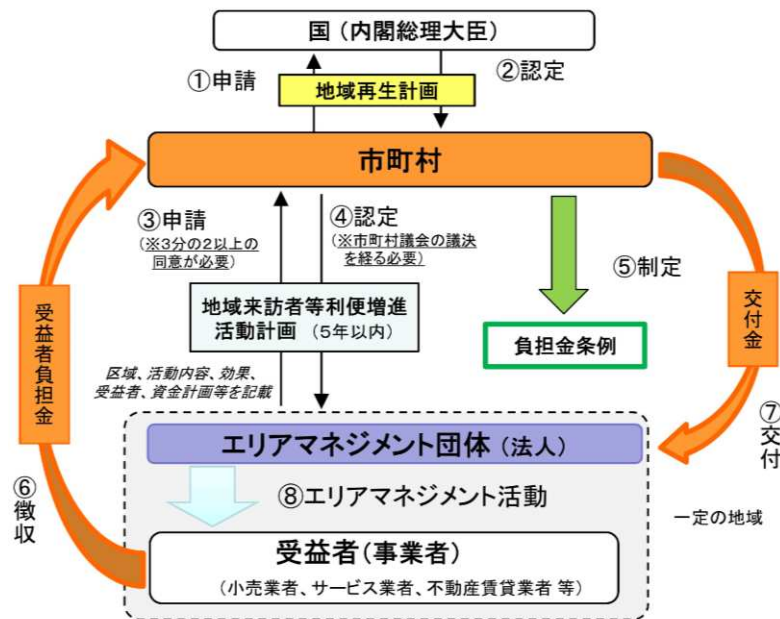 国（内閣総理大臣）
①申請
②認定
地域再生計画
市町村
③申請
（※3分の2以上の
同意が必要）
④認定
（※市町村議会の議決
を経る必要）
⑤制定
地域来訪者等利便増進
活動計画（5年以内）
負担金条例
受益者負担金
交付金
区域、活動内容、効果、
受益者、資金計画等を記載
⑦交付
エリアマネジメント団体（法人）
⑥徴収
⑧エリアマネジメント活動
一定の地域
受益者（事業者）
（小売業者、サービス業者、不動産賃貸業者 等）